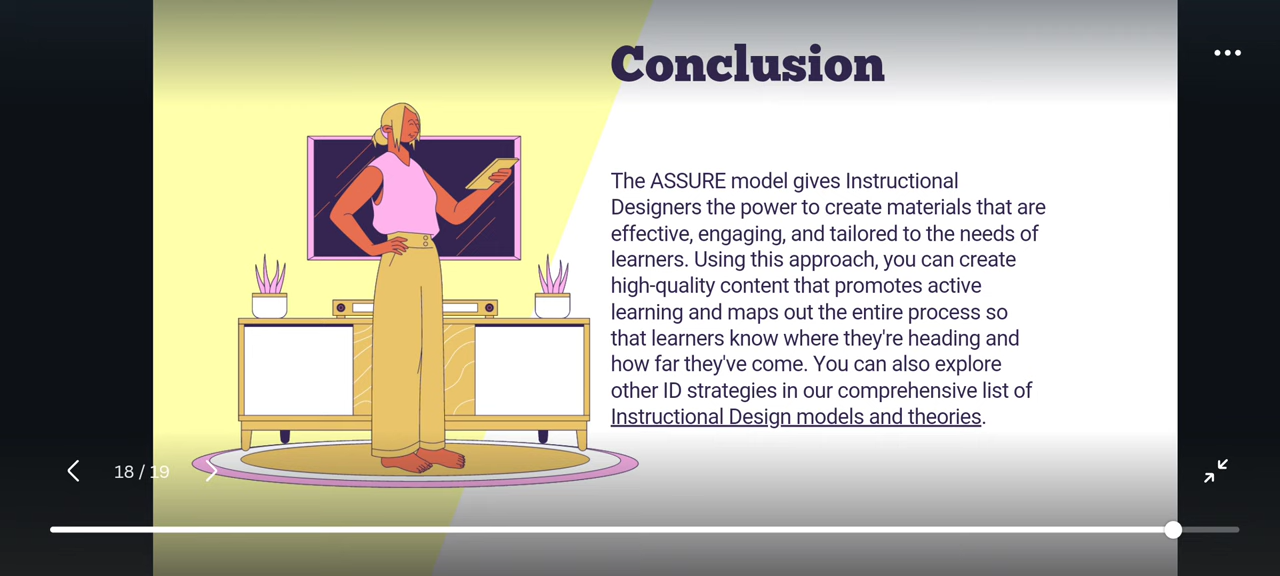 Conclusion
The ASSURE model gives Instructional
Designers the power to create materials that are
effective, engaging, and tailored to the needs of
learners. Using this approach, you can create
high-quality content that promotes active
learning and maps out the entire process so
that learners know where they're heading and
how far they've come. You can also explore
other ID strategies in our comprehensive list of
Instructional Design models and theories.
18 / 19